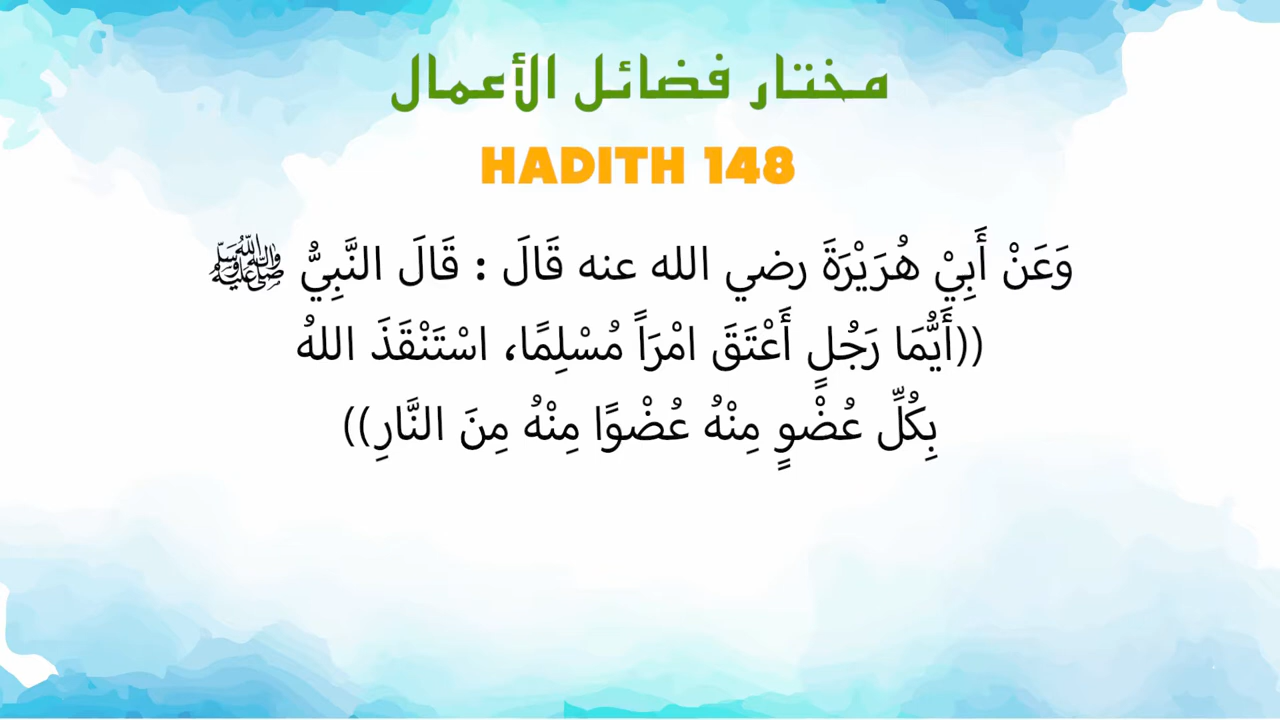 مختار فضائل الأعمال
HADITH 148
وَعَنْ أَبِيْ هُرَيْرَةَ رضي الله عنه قَالَ : قَالَ النَّبِيُّ ﷺ
((أَيُّمَا رَجُلٍ أَعْتَقَ امْرَاً مُسْلِمًا، اسْتَنْقَذَ اللهُ
بِكُلِّ عُضْوٍ مِنْهُ عُضْوًا مِنْهُ مِنَ النَّارِ))